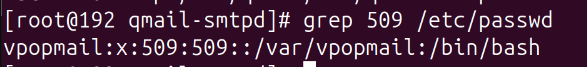 [root@192 qmail-smtpd]# grep 509 /etc/passwd
vpopmail:x:509:509::/var/vpopmail:/bin/bash